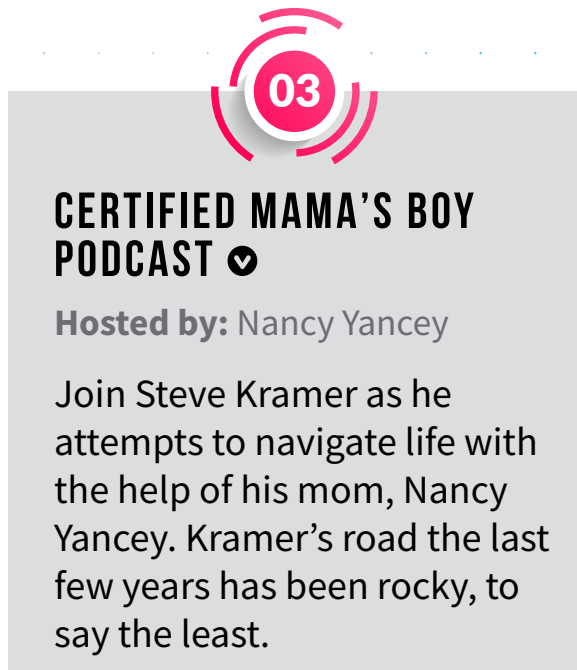 03
CERTIFIED MAMA’S BOY
PODCAST
Hosted by: Nancy Yancey
Join Steve Kramer as he
attempts to navigate life with
the help of his mom, Nancy
Yancey. Kramer’s road the last
few years has been rocky, to
say the least.